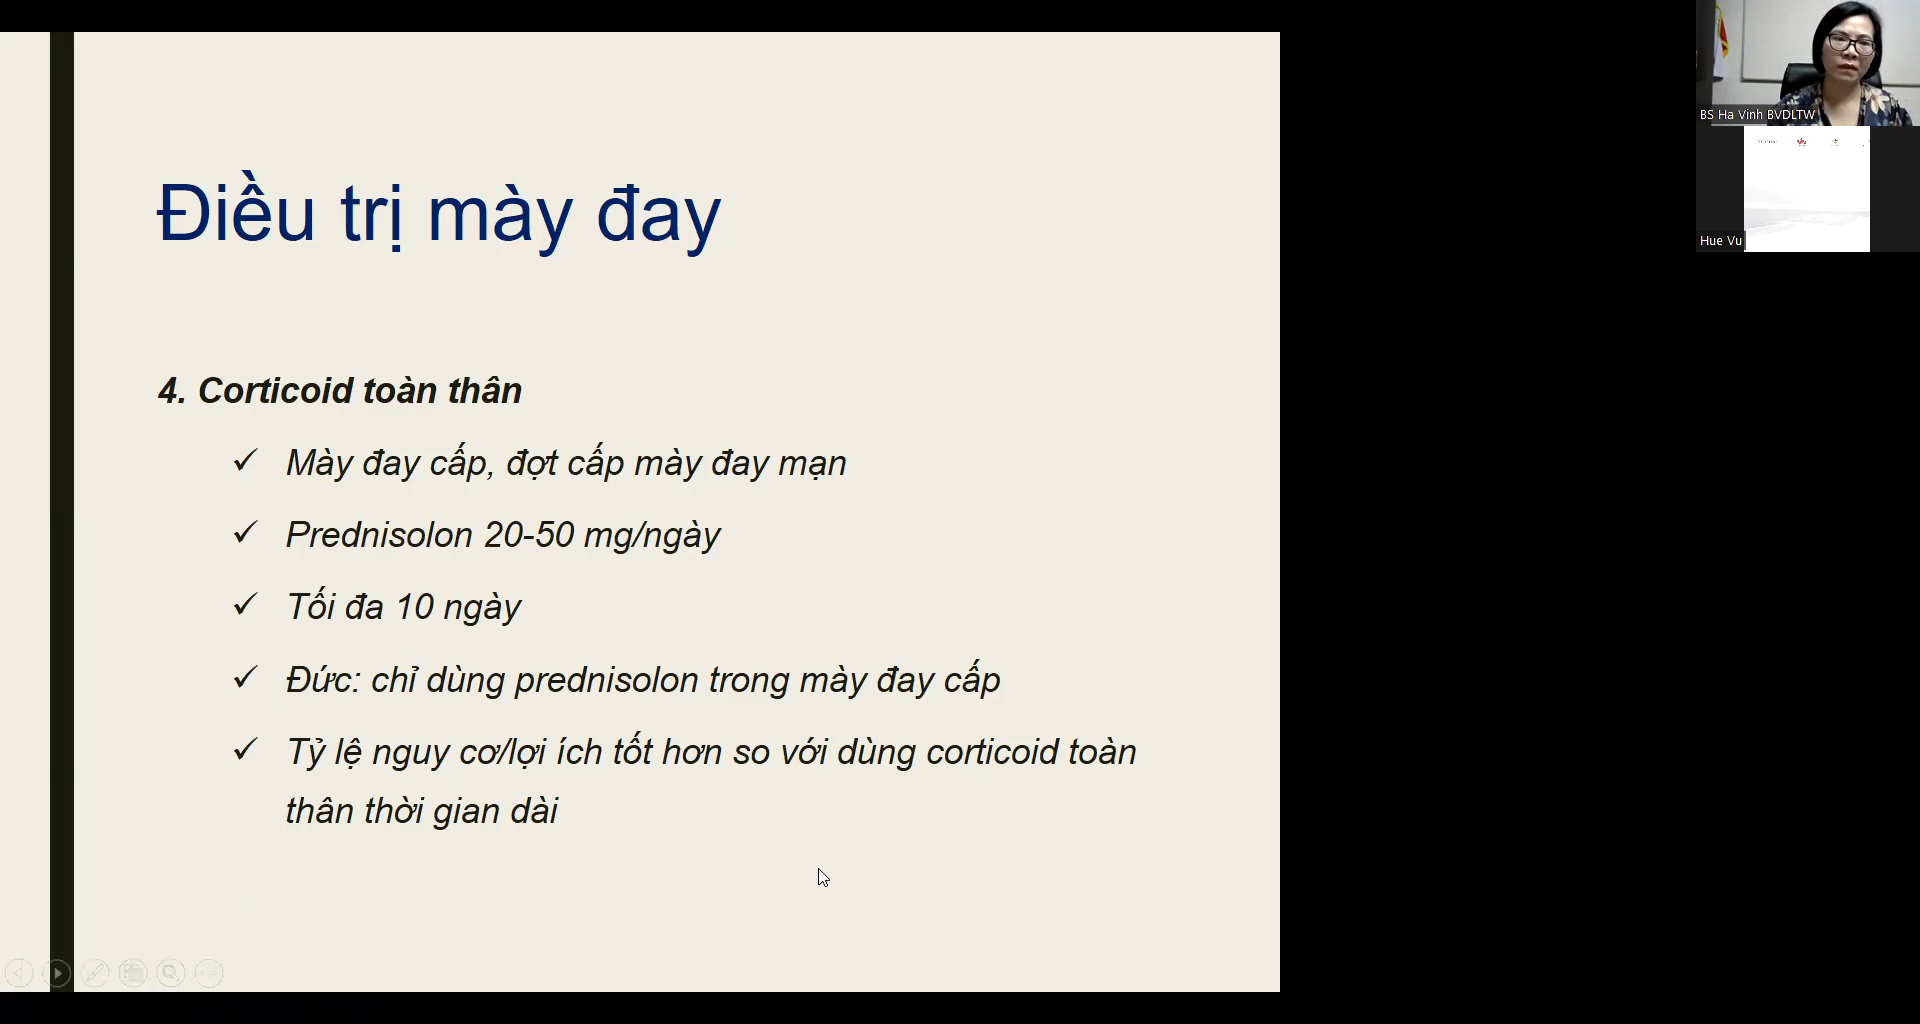 Điều trị mày đay
4. Corticoid toàn thân
✓ Mày đay cấp, đợt cấp mày đay mạn
✓ Prednisolon 20-50 mg/ngày
✓ Tối đa 10 ngày
✓ Đức: chỉ dùng prednisolon trong mày đay cấp
✓ Tỷ lệ nguy cơ/lợi ích tốt hơn so với dùng corticoid toàn
thân thời gian dài
BS Ha Vinh BVDLTW
Hue Vu